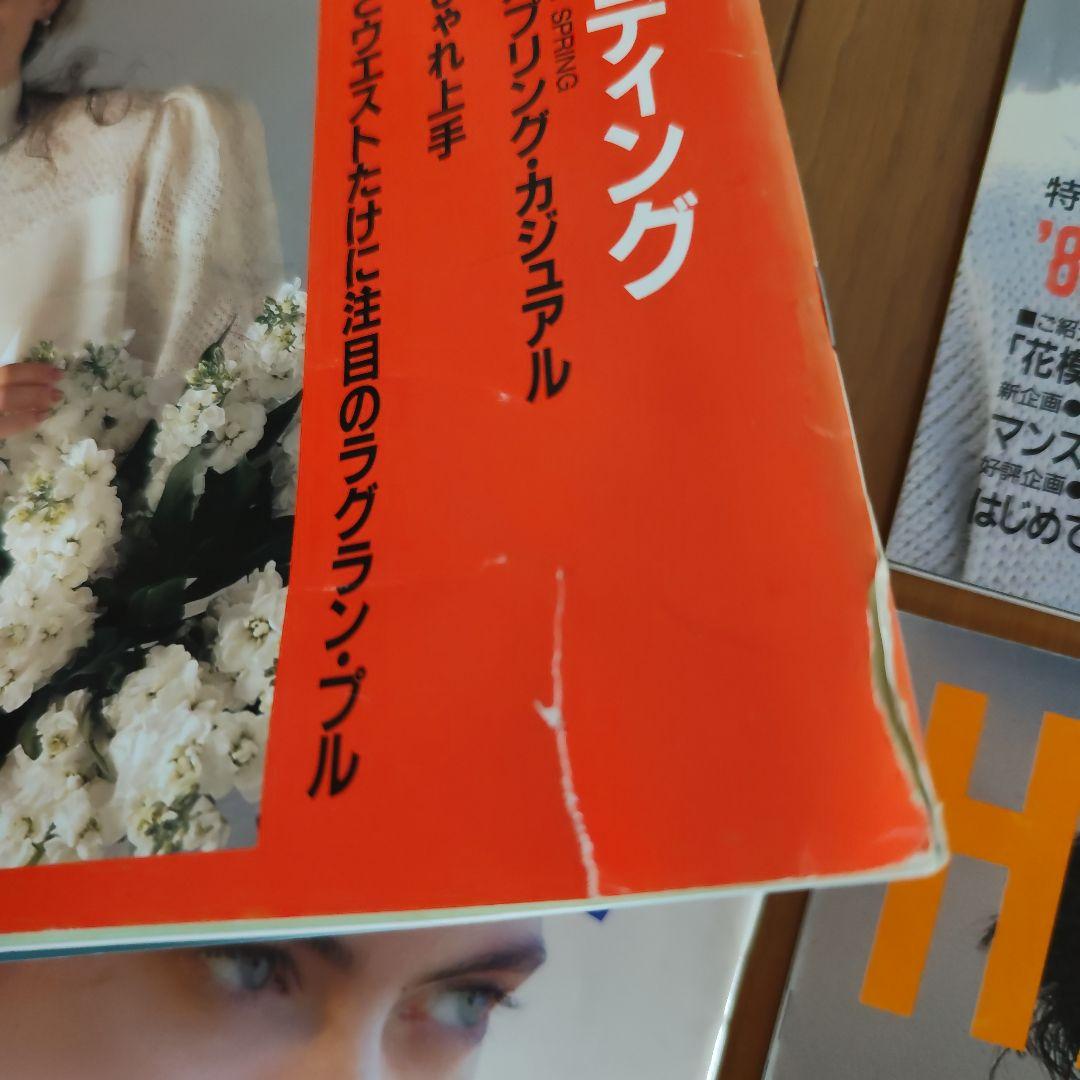 ティング
SPRING
プリング・カジュアル
ゃれ上手
ウエストたけに注目のラグラン・プル
特
'8
■ご紹
「花模
新企画●
マンス
好評企画●
はじめて
H